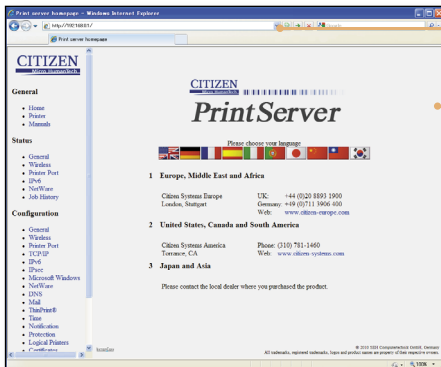 Print server homepage - Windows Internet Explorer
Print server homepage
CITIZEN
Micro HumanTech
General
Home
Printer
Manuals
Status
General
Wireless
Printer Port
IPv6
NetWare
Job History
Configuration
General
Wireless
Printer Port
TCP/IP
IPv6
IPsec
Microsoft Windows
NetWare
DNS
Mail
ThinPrint®
Time
Notification
Protection
Logical Printers
Certificates
CITIZEN
Micro HumanTech
PrintServer
Please choose your language
1 Europe, Middle East and Africa
Citizen Systems Europe UK: +44 (0)20 8893 1900
London, Stuttgart Germany: +49 (0)711 3906 400
Web: www.citizen-europe.com
2 United States, Canada and South America
Citizen Systems America Phone: (310) 781-1460
Torrance, CA Web: www.citizen-systems.com
3 Japan and Asia
Please contact the local dealer where you purchased the product.
All trademarks, registered trademarks, logos and product names are property of their respective owners.
100%